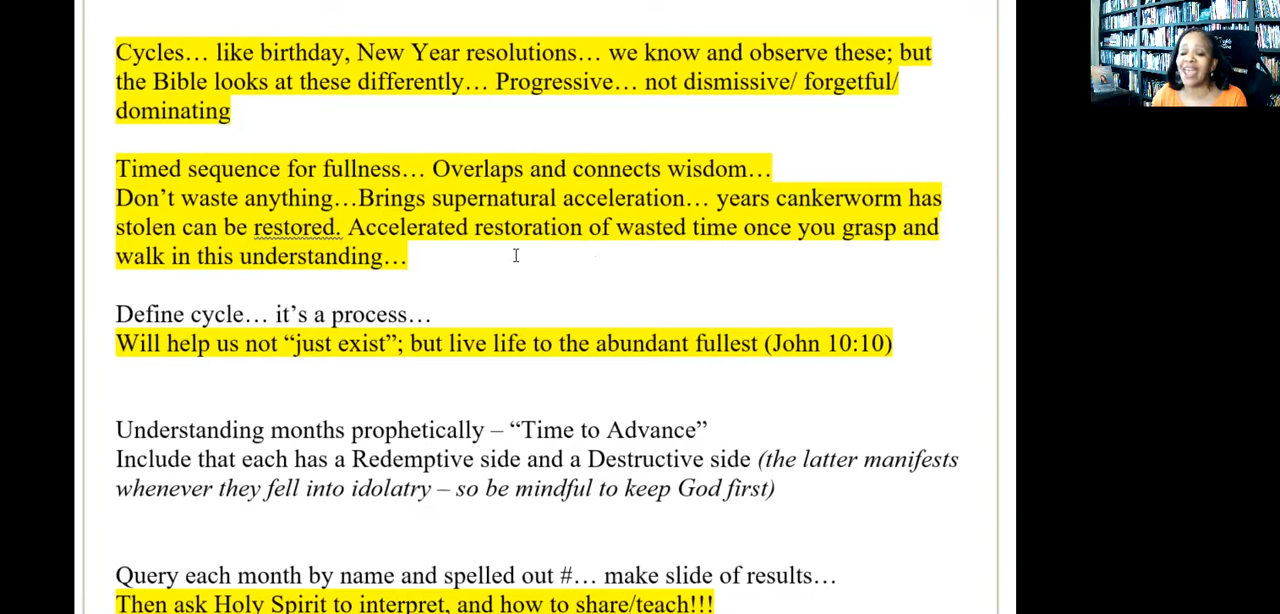 Cycles… like birthday, New Year resolutions… we know and observe these; but
the Bible looks at these differently… Progressive… not dismissive/ forgetful/
dominating
Timed sequence for fullness… Overlaps and connects wisdom…
Don’t waste anything…Brings supernatural acceleration… years cankerworm has
stolen can be restored. Accelerated restoration of wasted time once you grasp and
walk in this understanding…
Define cycle… it’s a process…
Will help us not “just exist”; but live life to the abundant fullest (John 10:10)
Understanding months prophetically – “Time to Advance”
Include that each has a Redemptive side and a Destructive side (the latter manifests
whenever they fell into idolatry – so be mindful to keep God first)
Query each month by name and spelled out #… make slide of results…
Then ask Holy Spirit to interpret, and how to share/teach!!!